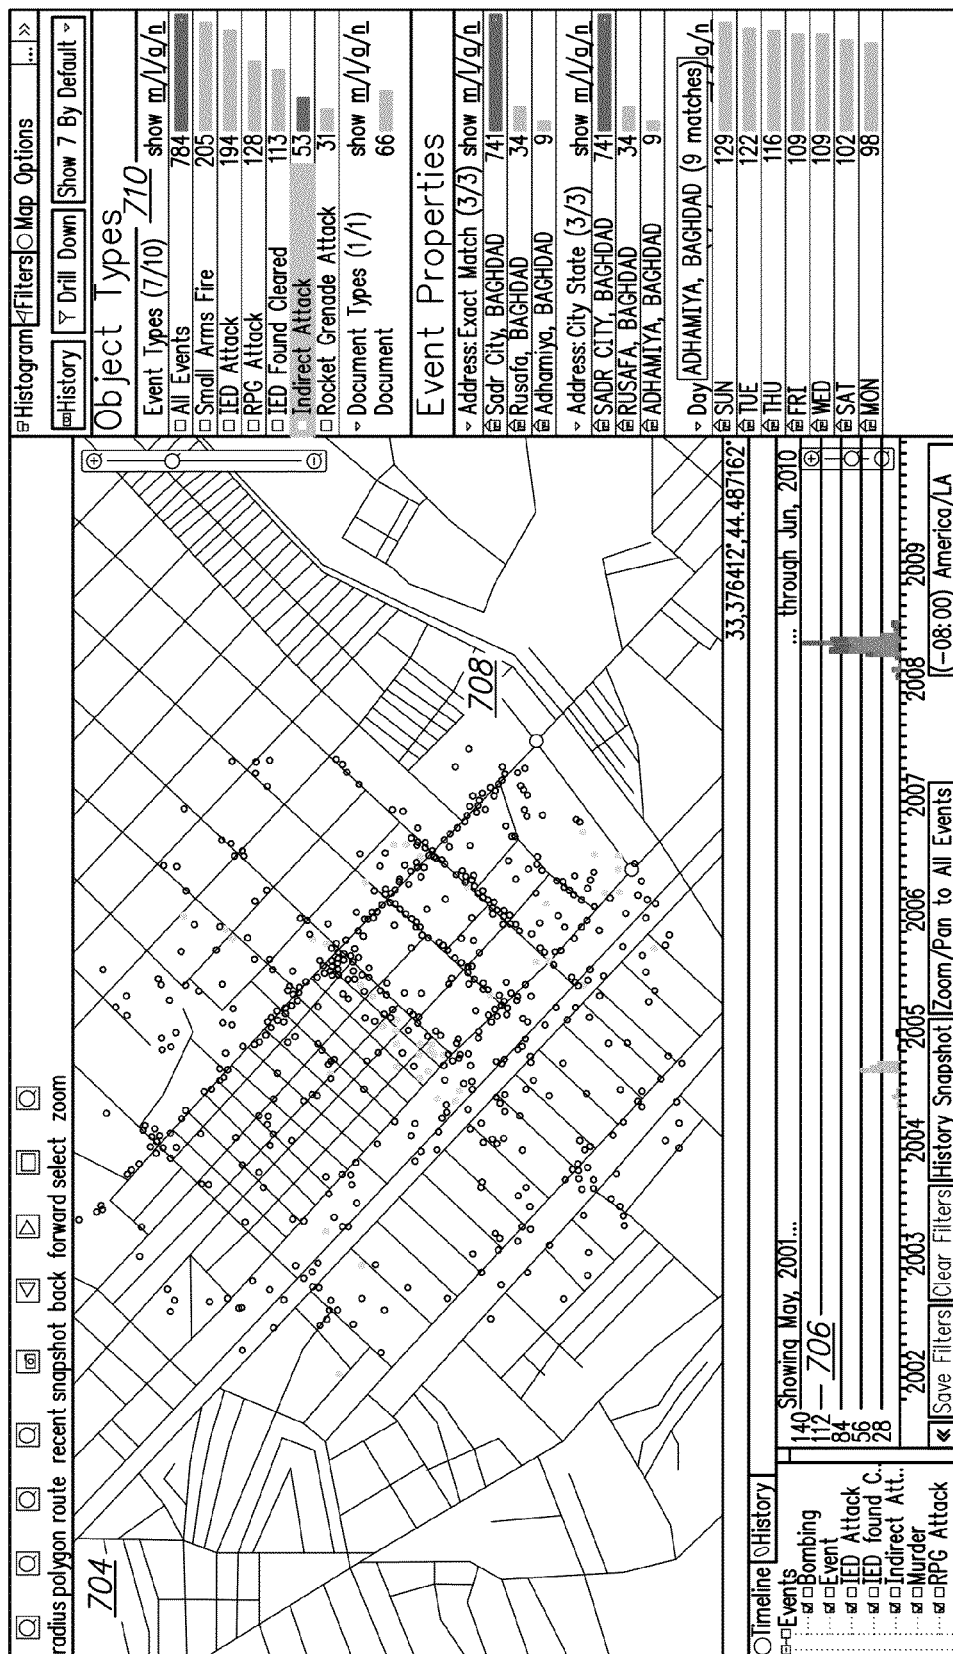 radius polygon route recent snapshot back forward select zoom
704
708
33,376412°,44.487162°
Histogram Filters Map Options ... >>
History Drill Down Show 7 By Default
Object Types 710
Event Types (7/10) show m/l/a/n
All Events 784
Small Arms Fire 205
IED Attack 194
RPG Attack 128
IED Found Cleared 113
Indirect Attack 53
Rocket Grenade Attack 31
Document Types (1/1) show m/l/a/n
Document 66
Event Properties
Address:Exact Match (3/3) show m/l/a/n
Sadr City, BAGHDAD 741
Rusafa, BAGHDAD 34
Adhamiya, BAGHDAD 9
Address:City State (3/3) show m/l/a/n
SADR CITY, BAGHDAD 741
RUSAFA, BAGHDAD 34
ADHAMIYA, BAGHDAD 9
Day ADHAMIYA, BAGHDAD (9 matches) a/n
SUN 129
TUE 122
THU 116
FRI 109
WED 109
SAT 102
MON 98
Timeline History
Events
Bombing
Event
IED Attack
IED found C..
Indirect Att..
Murder
RPG Attack
Showing May, 2001... ... through Jun, 2010
140
112 706
84
56
28
2002 2003 2004 2005 2006 2007 2008 2009
« Save Filters Clear Filters History Snapshot Zoom/Pan to All Events (-08:00) America/LA